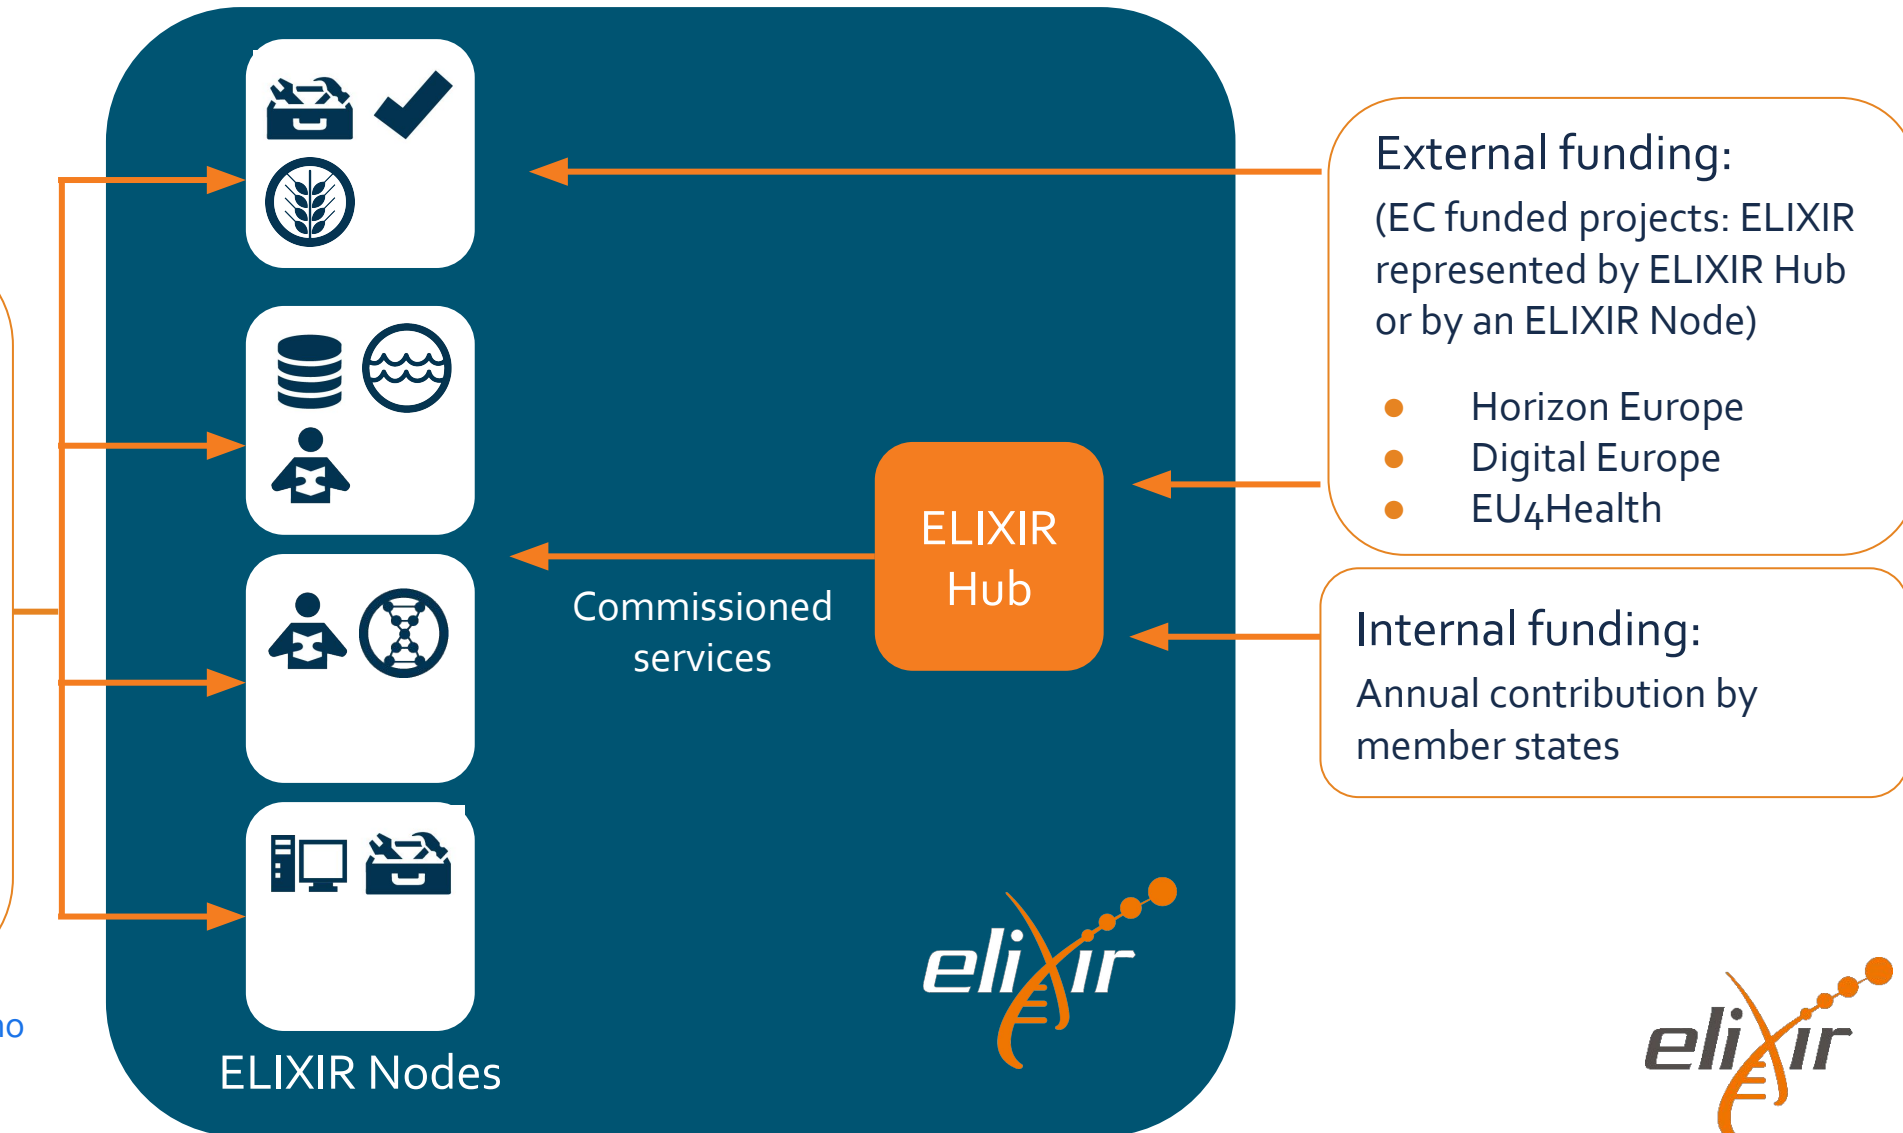 External funding:
(EC funded projects: ELIXIR
represented by ELIXIR Hub
or by an ELIXIR Node)
● Horizon Europe
● Digital Europe
● EU4Health
ELIXIR
Hub
Commissioned
services
Internal funding:
Annual contribution by
member states
elixir
elixir
ELIXIR Nodes